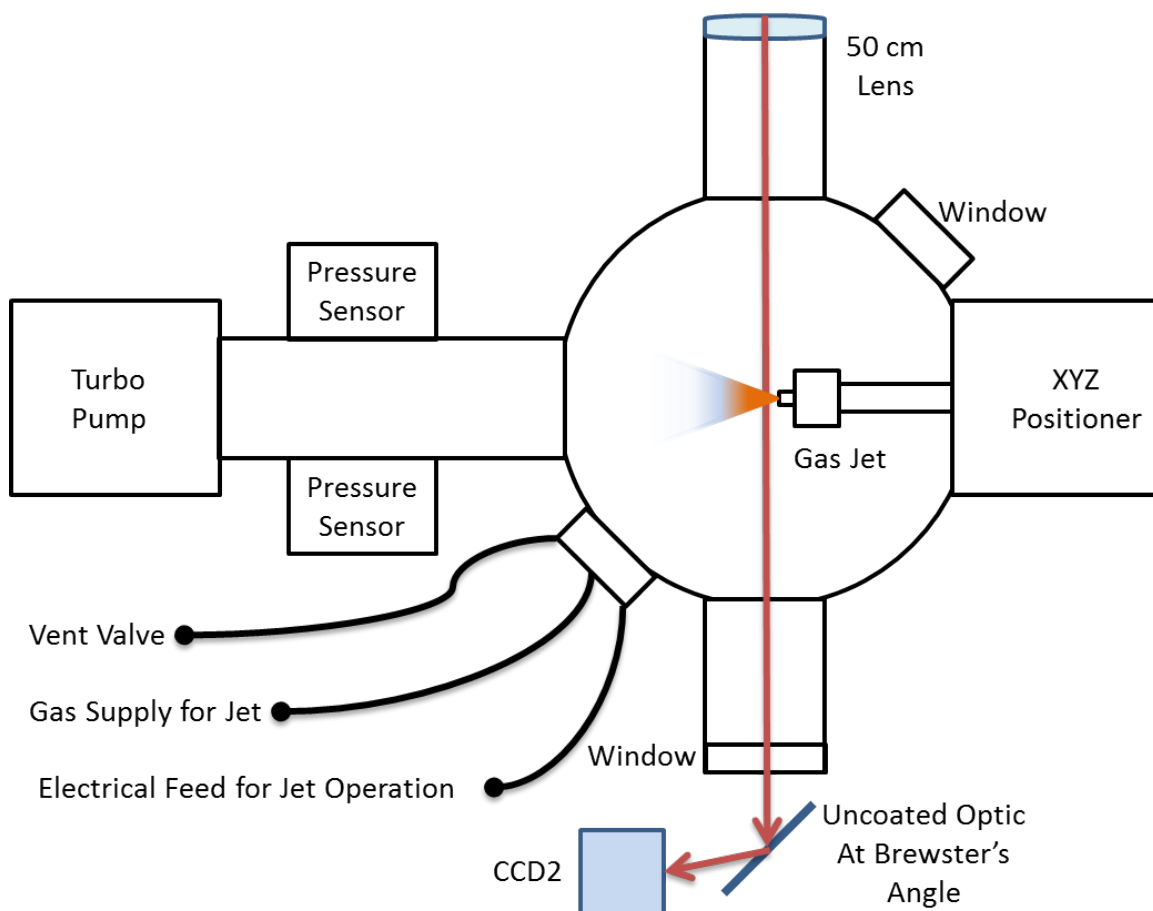 50 cm
Lens
Window
Pressure
Sensor
Turbo
Pump
XYZ
Positioner
Gas Jet
Pressure
Sensor
Vent Valve
Gas Supply for Jet
Window
Electrical Feed for Jet Operation
Uncoated Optic
At Brewster's
Angle
CCD2